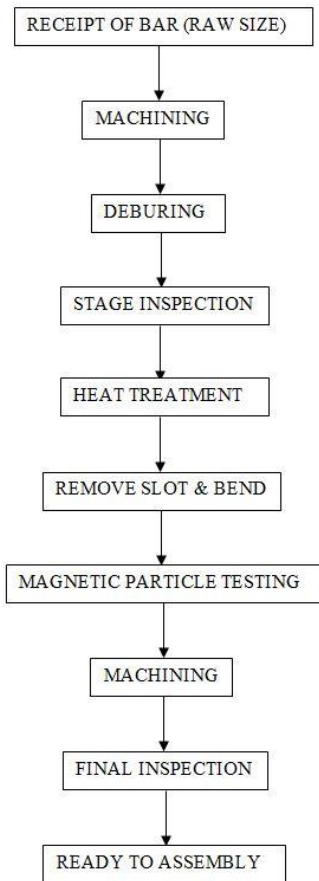 RECEIPT OF BAR (RAW SIZE)
MACHINING
DEBURING
STAGE INSPECTION
HEAT TREATMENT
REMOVE SLOT & BEND
MAGNETIC PARTICLE TESTING
MACHINING
FINAL INSPECTION
READY TO ASSEMBLY